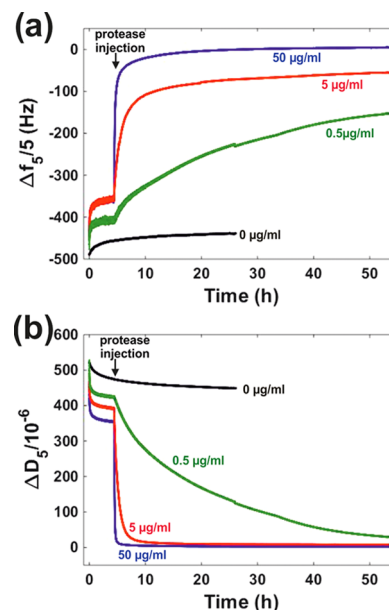 (a)
protease
injection
50 µg/ml
5 µg/ml
0.5µg/ml
0 µg/ml
Δf₅/5 (Hz)
0
-100
-200
-300
-400
-500
0 10 20 30 40 50
Time (h)
(b)
protease
injection
0 µg/ml
0.5 µg/ml
5 µg/ml
50 µg/ml
ΔD₅/10⁻⁶
600
500
400
300
200
100
0
0 10 20 30 40 50
Time (h)